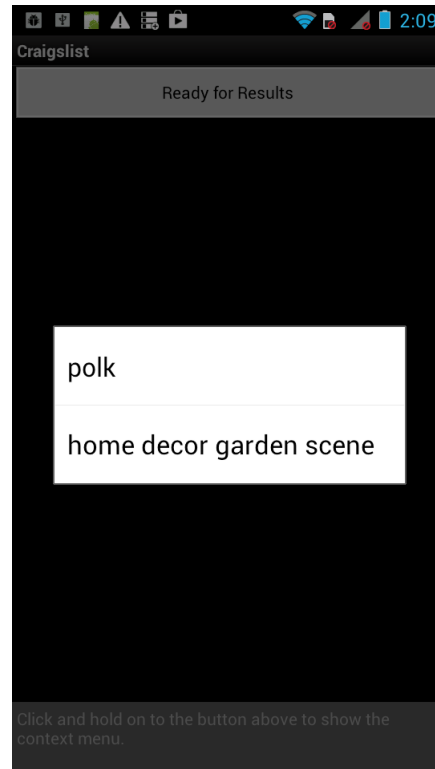 2:09
Craigslist
Ready for Results
polk
home decor garden scene
Click and hold on to the button above to show the
context menu.